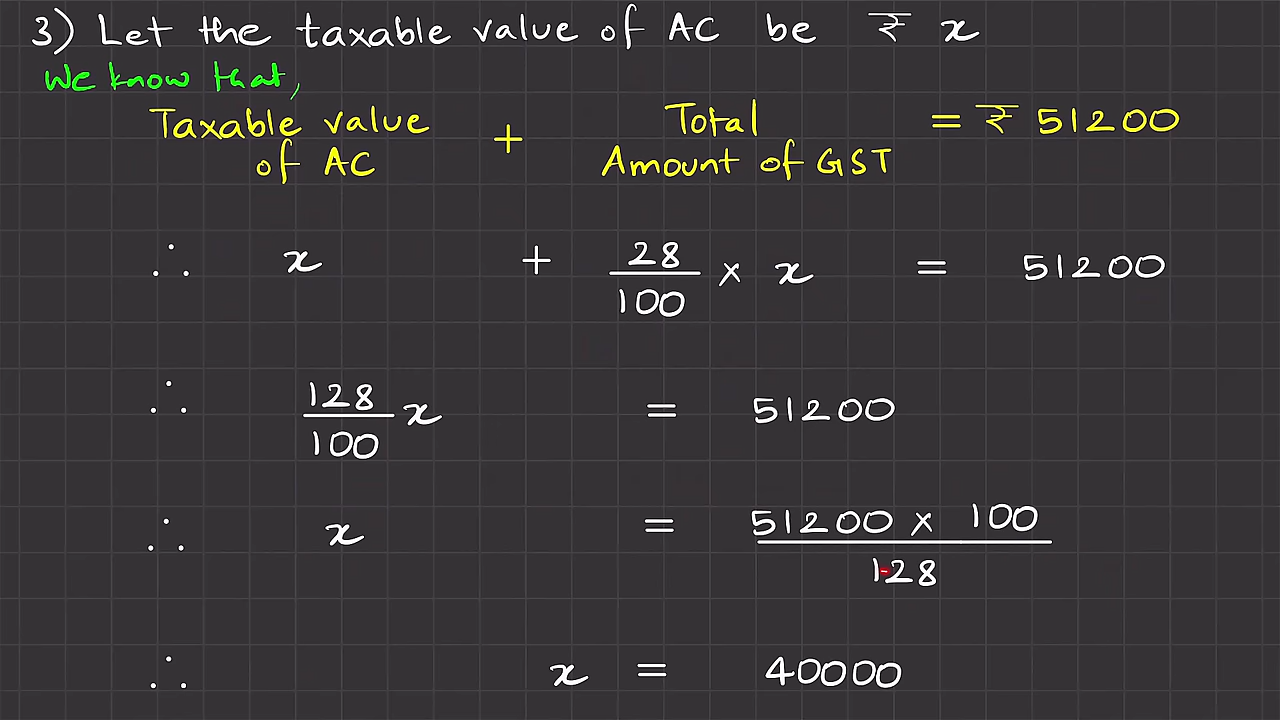 3) Let the taxable value of AC be ₹ x
We know that,
Taxable value of AC + Total Amount of GST = ₹ 51200
∴ x + 28/100 × x = 51200
∴ 128/100 x = 51200
∴ x = 51200 × 100 / 128
∴ x = 40000